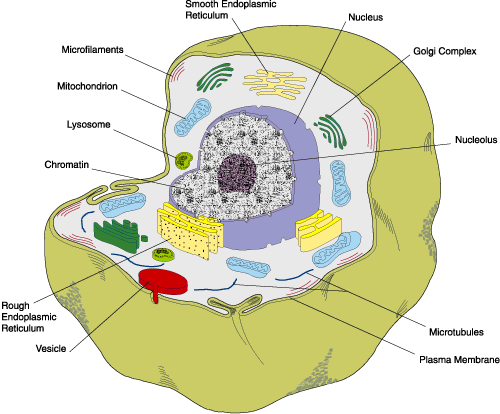 Smooth Endoplasmic
Reticulum
Nucleus
Microfilaments
Golgi Complex
Mitochondrion
Lysosome
Nucleolus
Chromatin
Rough
Endoplasmic
Reticulum
Microtubules
Vesicle
Plasma Membrane